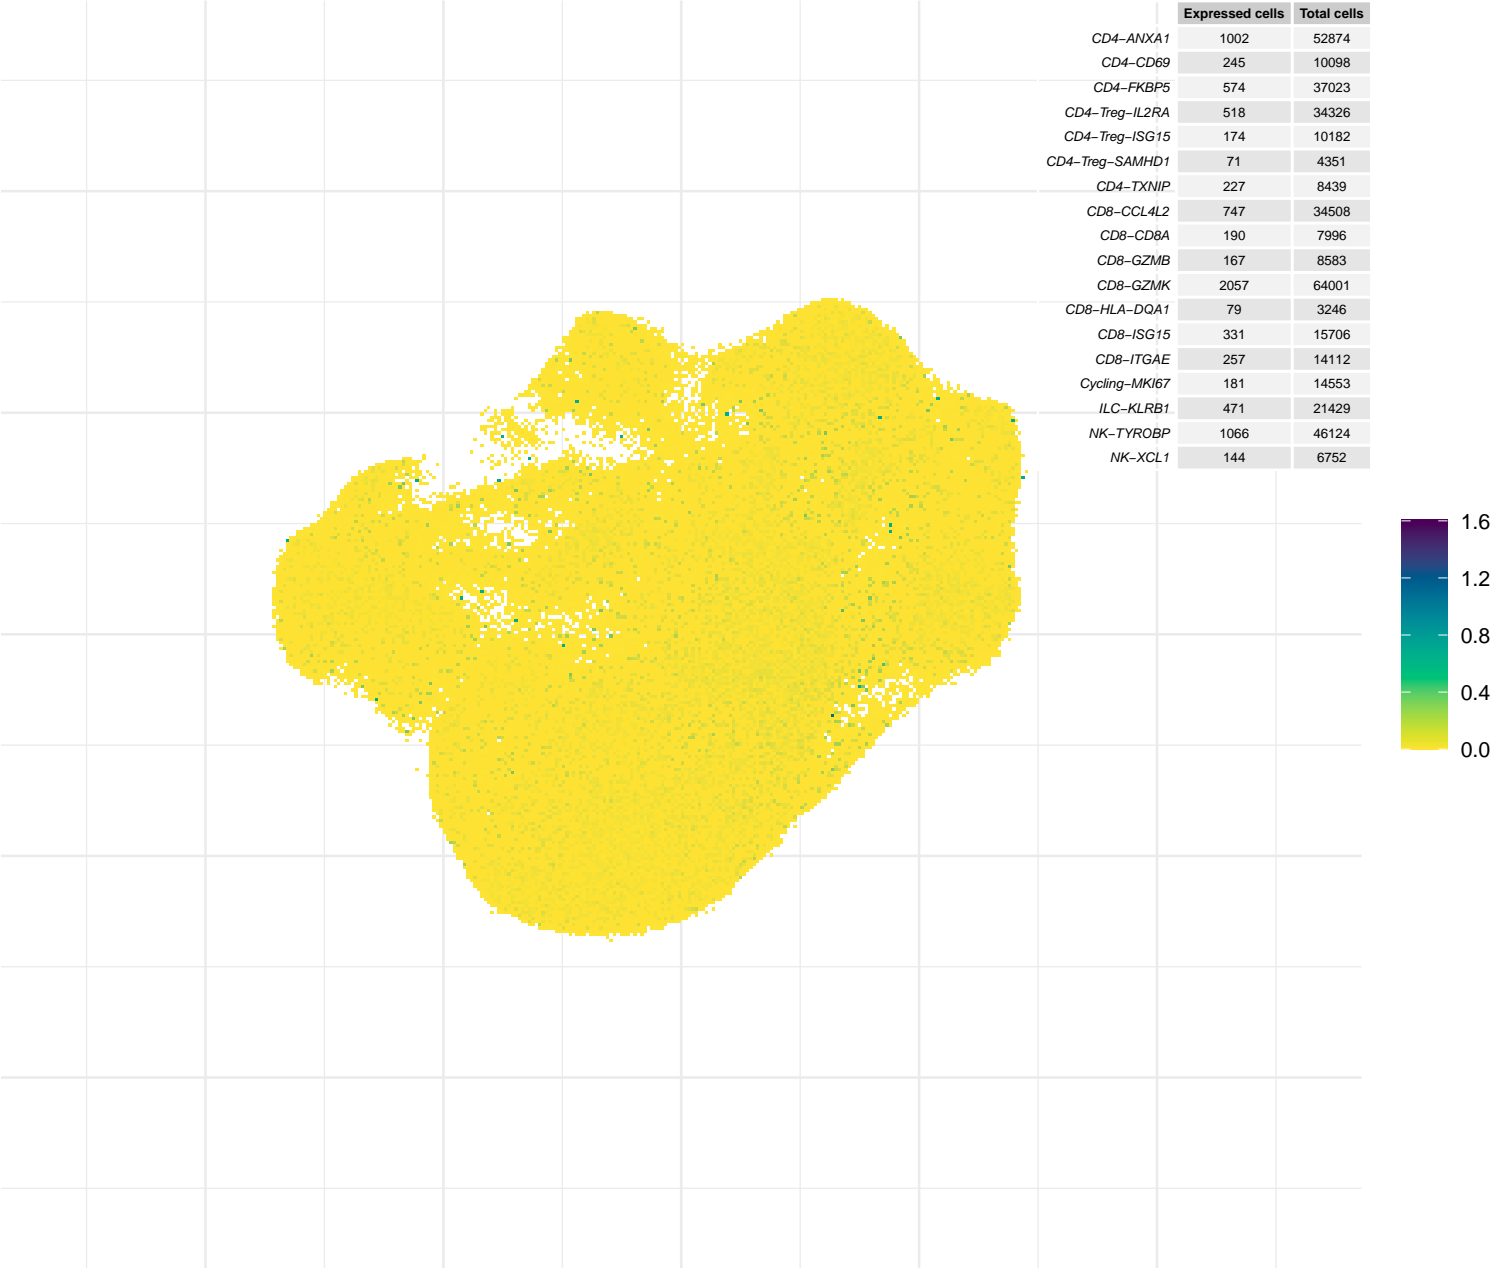 Expressed cells Total cells
CD4−ANXA1 1002 52874
CD4−CD69 245 10098
CD4−FKBP5 574 37023
CD4−Treg−IL2RA 518 34326
CD4−Treg−ISG15 174 10182
CD4−Treg−SAMHD1 71 4351
CD4−TXNIP 227 8439
CD8−CCL4L2 747 34508
CD8−CD8A 190 7996
CD8−GZMB 167 8583
CD8−GZMK 2057 64001
CD8−HLA−DQA1 79 3246
CD8−ISG15 331 15706
CD8−ITGAE 257 14112
Cycling−MKI67 181 14553
ILC−KLRB1 471 21429
NK−TYROBP 1066 46124
NK−XCL1 144 6752
1.6
1.2
0.8
0.4
0.0